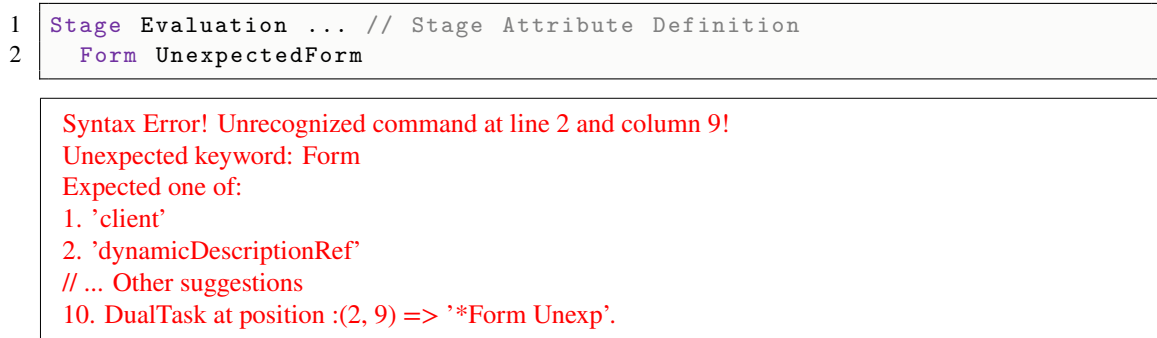 1 Stage Evaluation ... // Stage Attribute Definition
2 Form UnexpectedForm
Syntax Error! Unrecognized command at line 2 and column 9!
Unexpected keyword: Form
Expected one of:
1. ’client’
2. ’dynamicDescriptionRef’
// ... Other suggestions
10. DualTask at position :(2, 9) => ’*Form Unexp’.